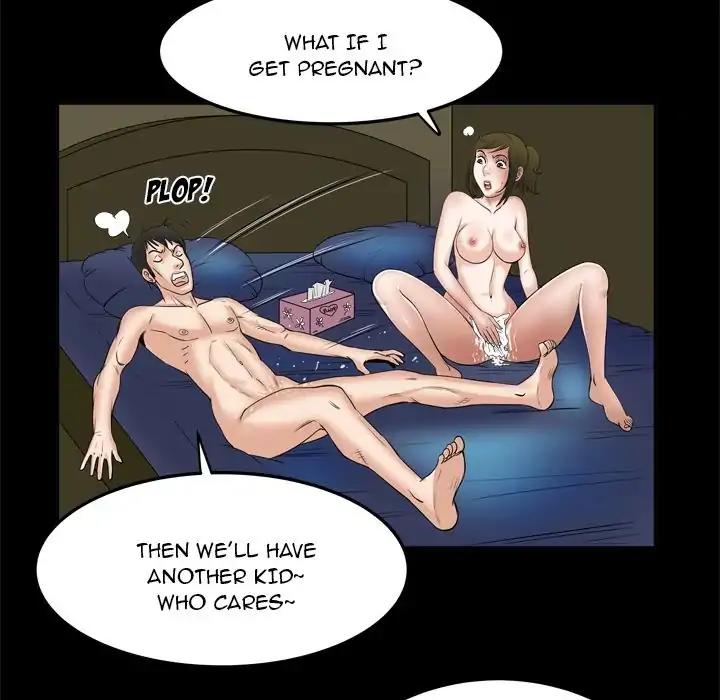 WHAT IF I
GET PREGNANT?
PLOP!
THEN WE'LL HAVE
ANOTHER KID~
WHO CARES~